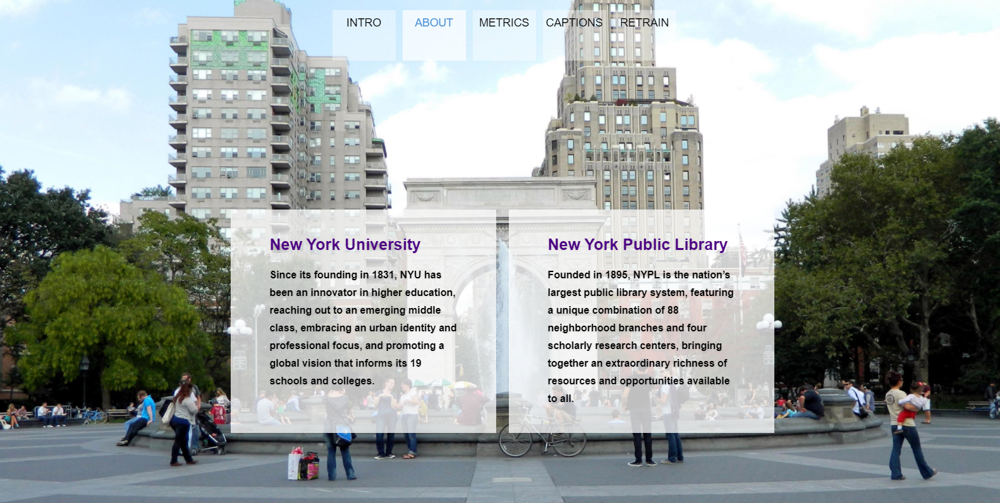 INTRO ABOUT METRICS CAPTIONS RETRAIN
New York University
Since its founding in 1831, NYU has
been an innovator in higher education,
reaching out to an emerging middle
class, embracing an urban identity and
professional focus, and promoting a
global vision that informs its 19
schools and colleges.
New York Public Library
Founded in 1895, NYPL is the nation’s
largest public library system, featuring
a unique combination of 88
neighborhood branches and four
scholarly research centers, bringing
together an extraordinary richness of
resources and opportunities available
to all.